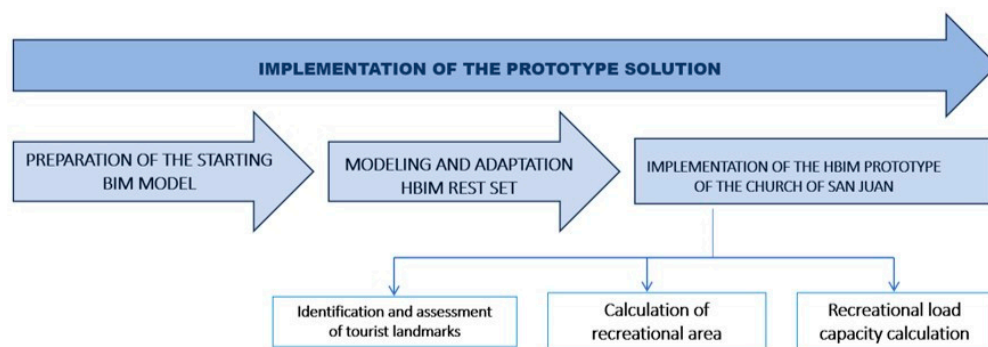 IMPLEMENTATION OF THE PROTOTYPE SOLUTION
PREPARATION OF THE STARTING
BIM MODEL
MODELING AND ADAPTATION
HBIM REST SET
IMPLEMENTATION OF THE HBIM PROTOTYPE
OF THE CHURCH OF SAN JUAN
Identification and assessment
of tourist landmarks
Calculation of
recreational area
Recreational load
capacity calculation